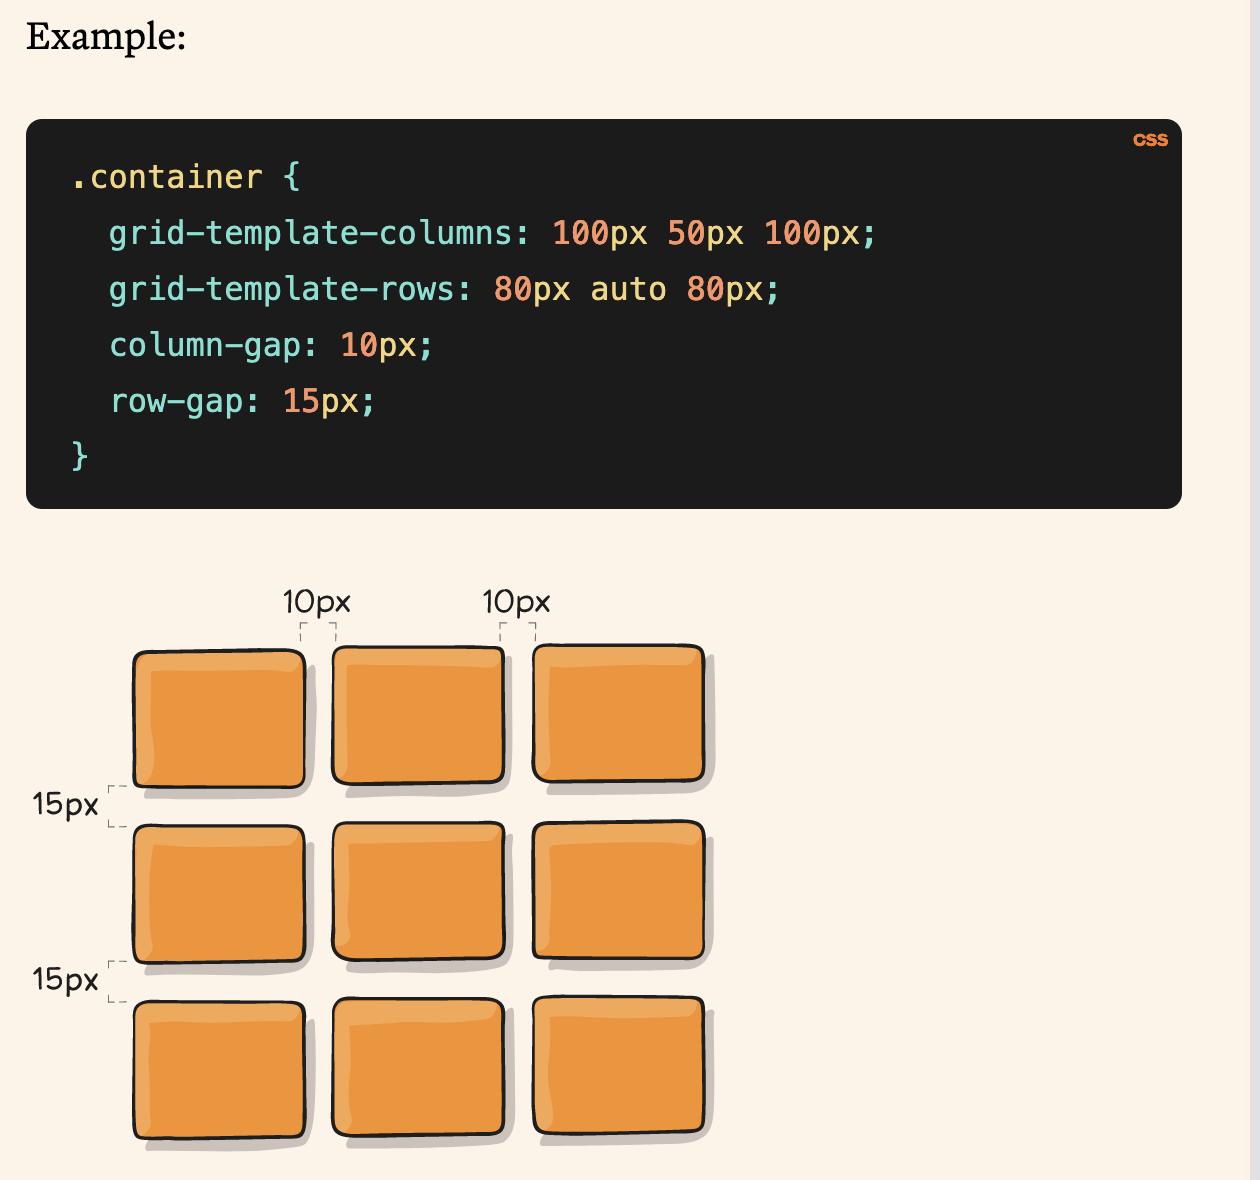 Example:
CSS
.container {
  grid-template-columns: 100px 50px 100px;
  grid-template-rows: 80px auto 80px;
  column-gap: 10px;
  row-gap: 15px;
}
10px 10px
15px
15px